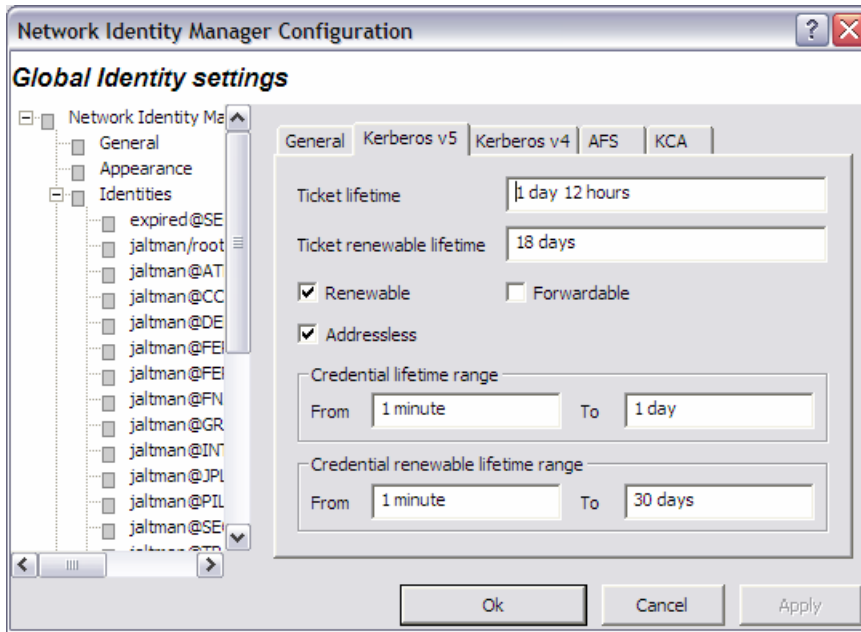 Network Identity Manager Configuration
Global Identity settings
Network Identity Ma
General
Appearance
Identities
expired@SE
jaltman/root
jaltman@AT
jaltman@CC
jaltman@DE
jaltman@FE
jaltman@FE
jaltman@FN
jaltman@GR
jaltman@INT
jaltman@JPL
jaltman@PIL
jaltman@SE
General Kerberos v5 Kerberos v4 AFS KCA
Ticket lifetime 1 day 12 hours
Ticket renewable lifetime 18 days
Renewable Forwardable
Addressless
Credential lifetime range
From 1 minute To 1 day
Credential renewable lifetime range
From 1 minute To 30 days
Ok Cancel Apply